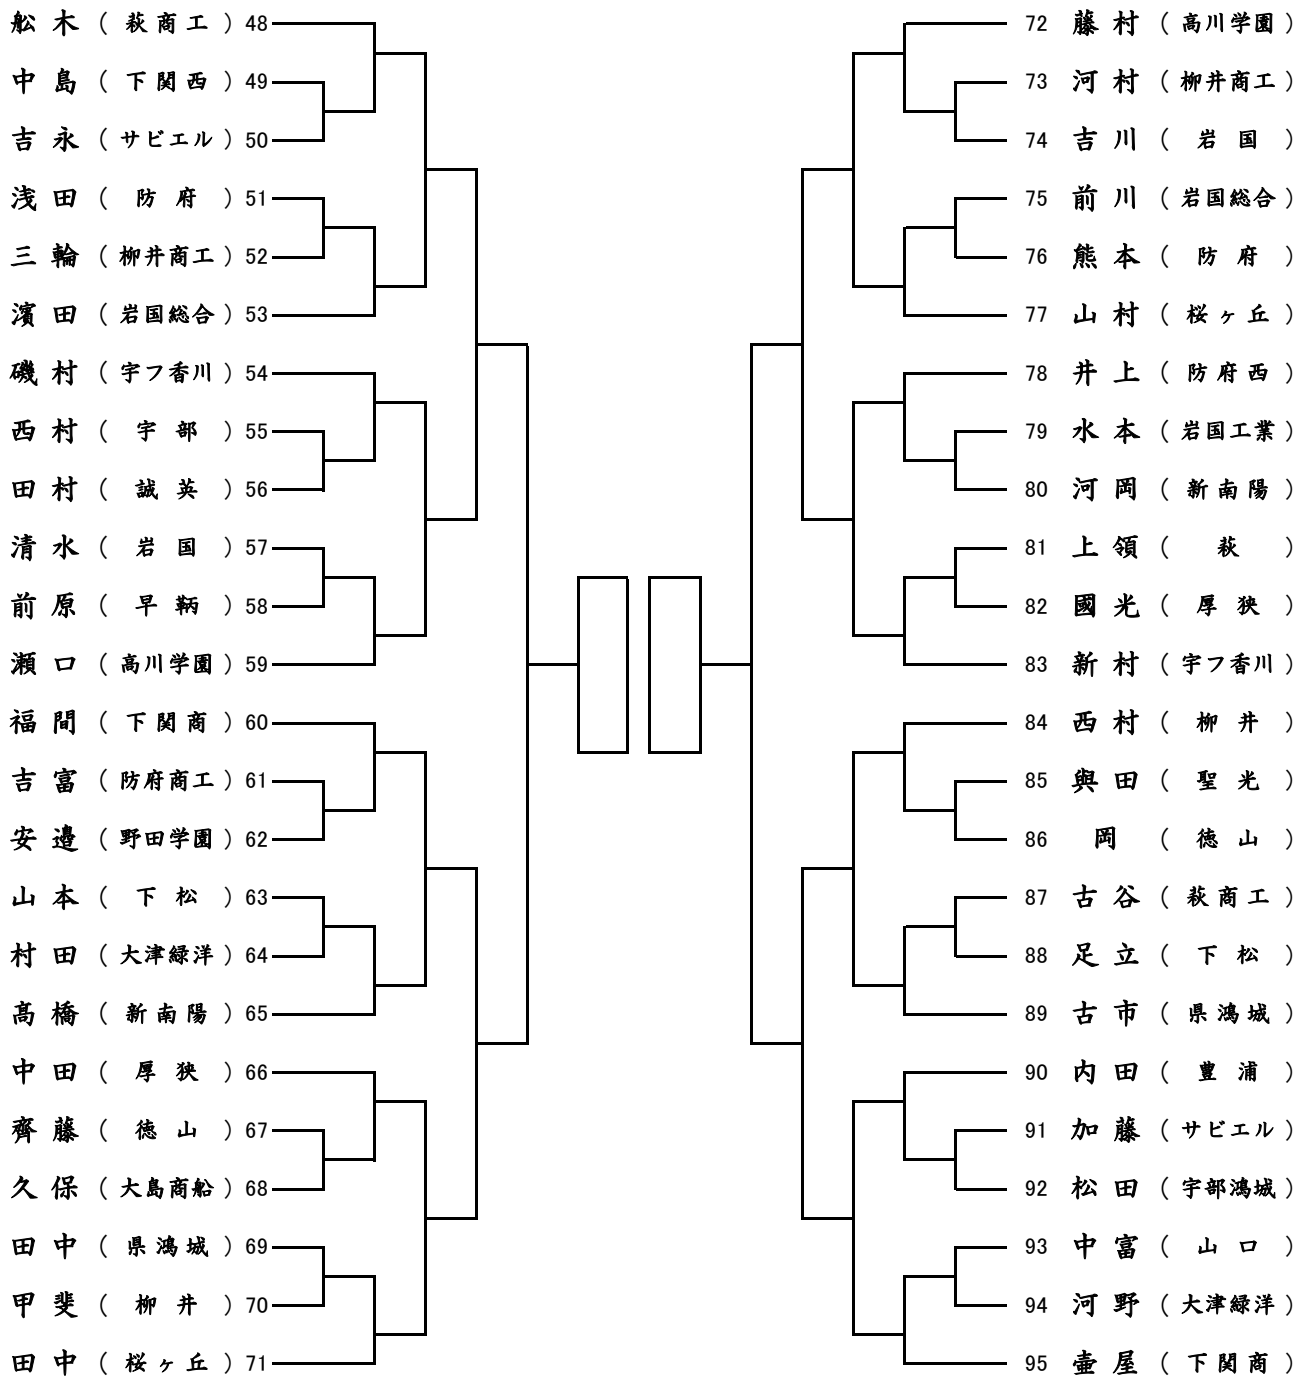 舩木（萩商工）48
中島（下関西）49
吉永（サビエル）50
浅田（防府）51
三輪（柳井商工）52
濱田（岩国総合）53
磯村（宇フ香川）54
西村（宇部）55
田村（誠英）56
清水（岩国）57
前原（早鞆）58
瀬口（高川学園）59
福間（下関商）60
吉富（防府商工）61
安邉（野田学園）62
山本（下松）63
村田（大津緑洋）64
髙橋（新南陽）65
中田（厚狭）66
齊藤（徳山）67
久保（大島商船）68
田中（県鴻城）69
甲斐（柳井）70
田中（桜ヶ丘）71
72 藤村（高川学園）
73 河村（柳井商工）
74 吉川（岩国）
75 前川（岩国総合）
76 熊本（防府）
77 山村（桜ヶ丘）
78 井上（防府西）
79 水本（岩国工業）
80 河岡（新南陽）
81 上領（萩）
82 國光（厚狭）
83 新村（宇フ香川）
84 西村（柳井）
85 與田（聖光）
86 岡（徳山）
87 古谷（萩商工）
88 足立（下松）
89 古市（県鴻城）
90 内田（豊浦）
91 加藤（サビエル）
92 松田（宇部鴻城）
93 中富（山口）
94 河野（大津緑洋）
95 壷屋（下関商）